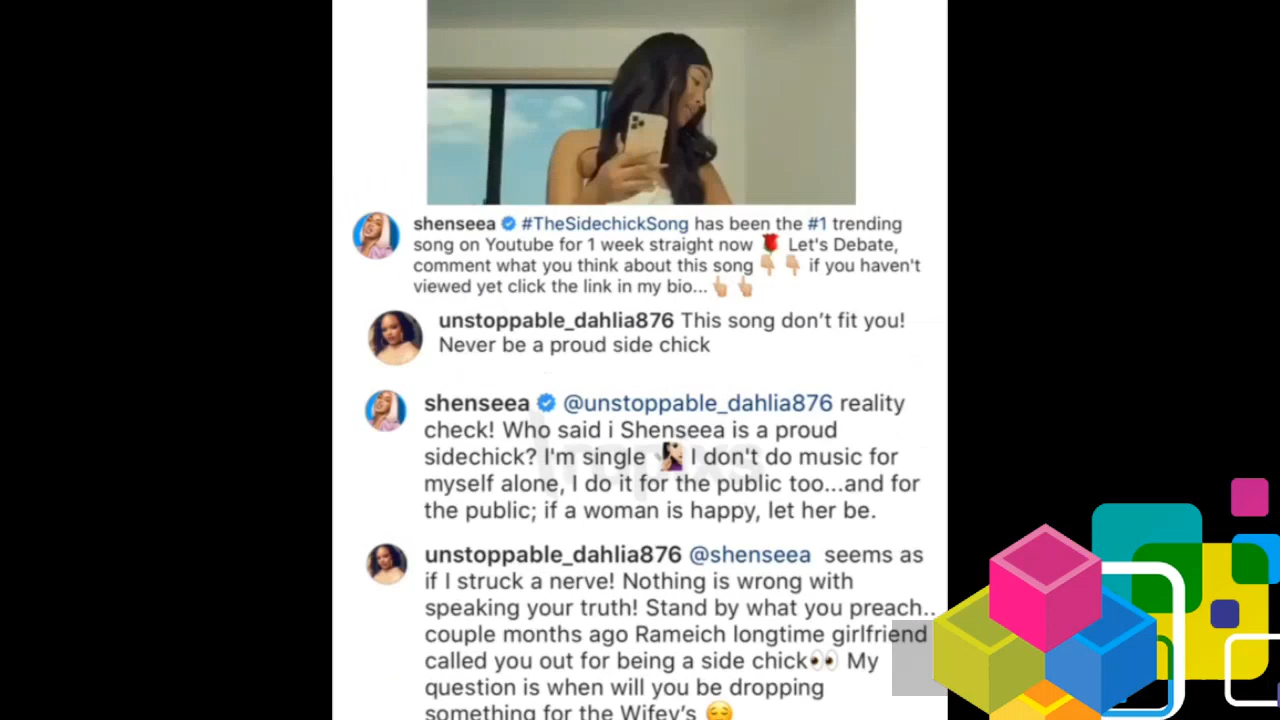 shenseea #TheSidechickSong has been the #1 trending
song on Youtube for 1 week straight now 🌹 Let's Debate,
comment what you think about this song 👇🏼 👇🏼 if you haven't
viewed yet click the link in my bio... 👆🏼 👆🏼
unstoppable_dahlia876 This song don’t fit you!
Never be a proud side chick
shenseea @unstoppable_dahlia876 reality
check! Who said i Shenseea is a proud
sidechick? I'm single 💅🏻 I don't do music for
myself alone, I do it for the public too...and for
the public; if a woman is happy, let her be.
unstoppable_dahlia876 @shenseea seems as
if I struck a nerve! Nothing is wrong with
speaking your truth! Stand by what you preach..
couple months ago Rameich longtime girlfriend
called you out for being a side chick👀 My
question is when will you be dropping
something for the Wifey’s 😌